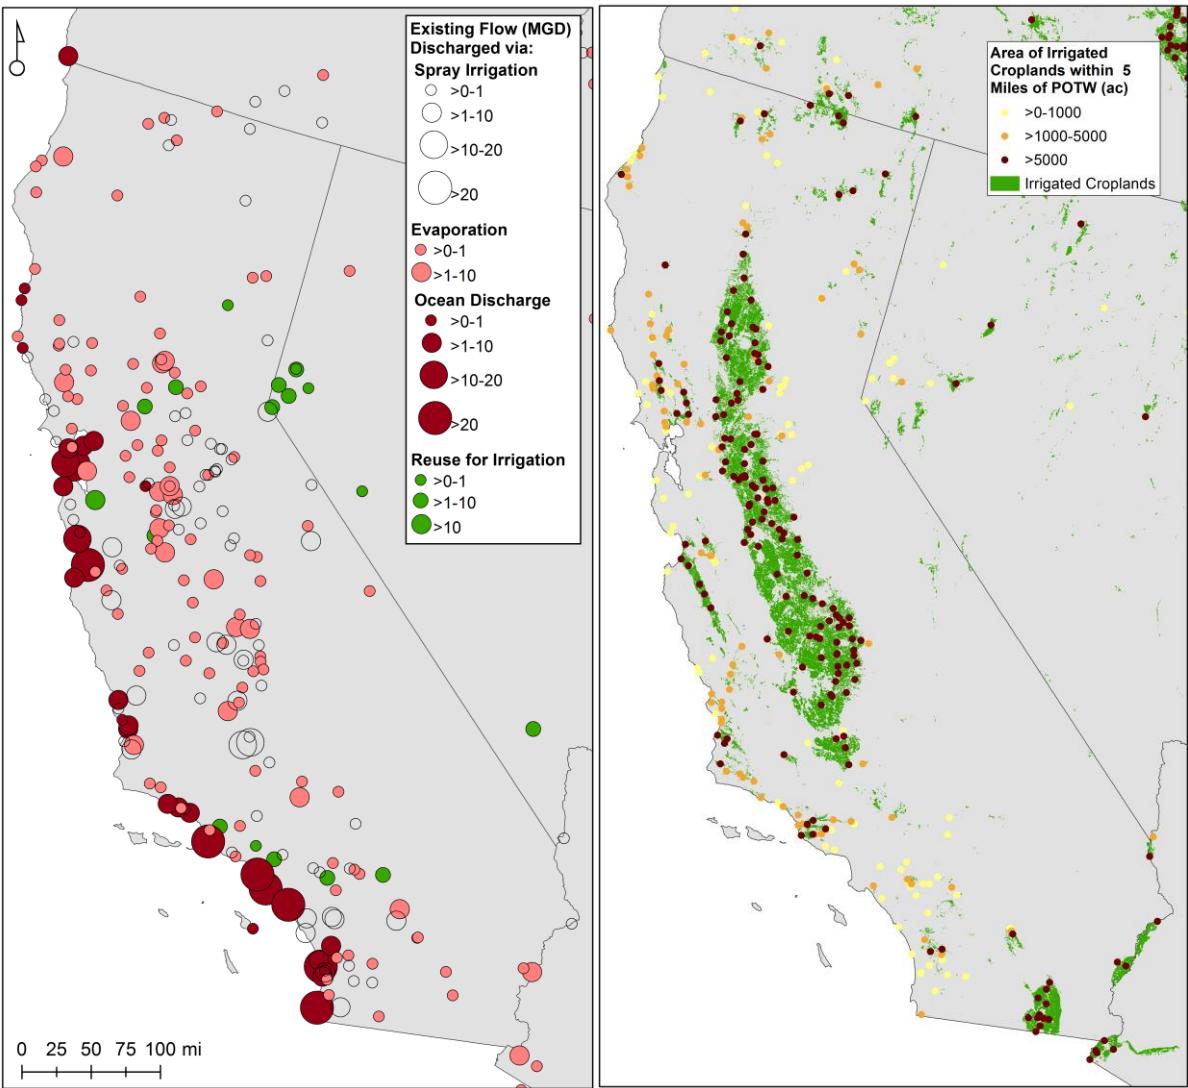 Existing Flow (MGD)
Discharged via:
Spray Irrigation
>0-1
>1-10
>10-20
>20
Evaporation
>0-1
>1-10
Ocean Discharge
>0-1
>1-10
>10-20
>20
Reuse for Irrigation
>0-1
>1-10
>10
0 25 50 75 100 mi
Area of Irrigated
Croplands within 5
Miles of POTW (ac)
>0-1000
>1000-5000
>5000
Irrigated Croplands